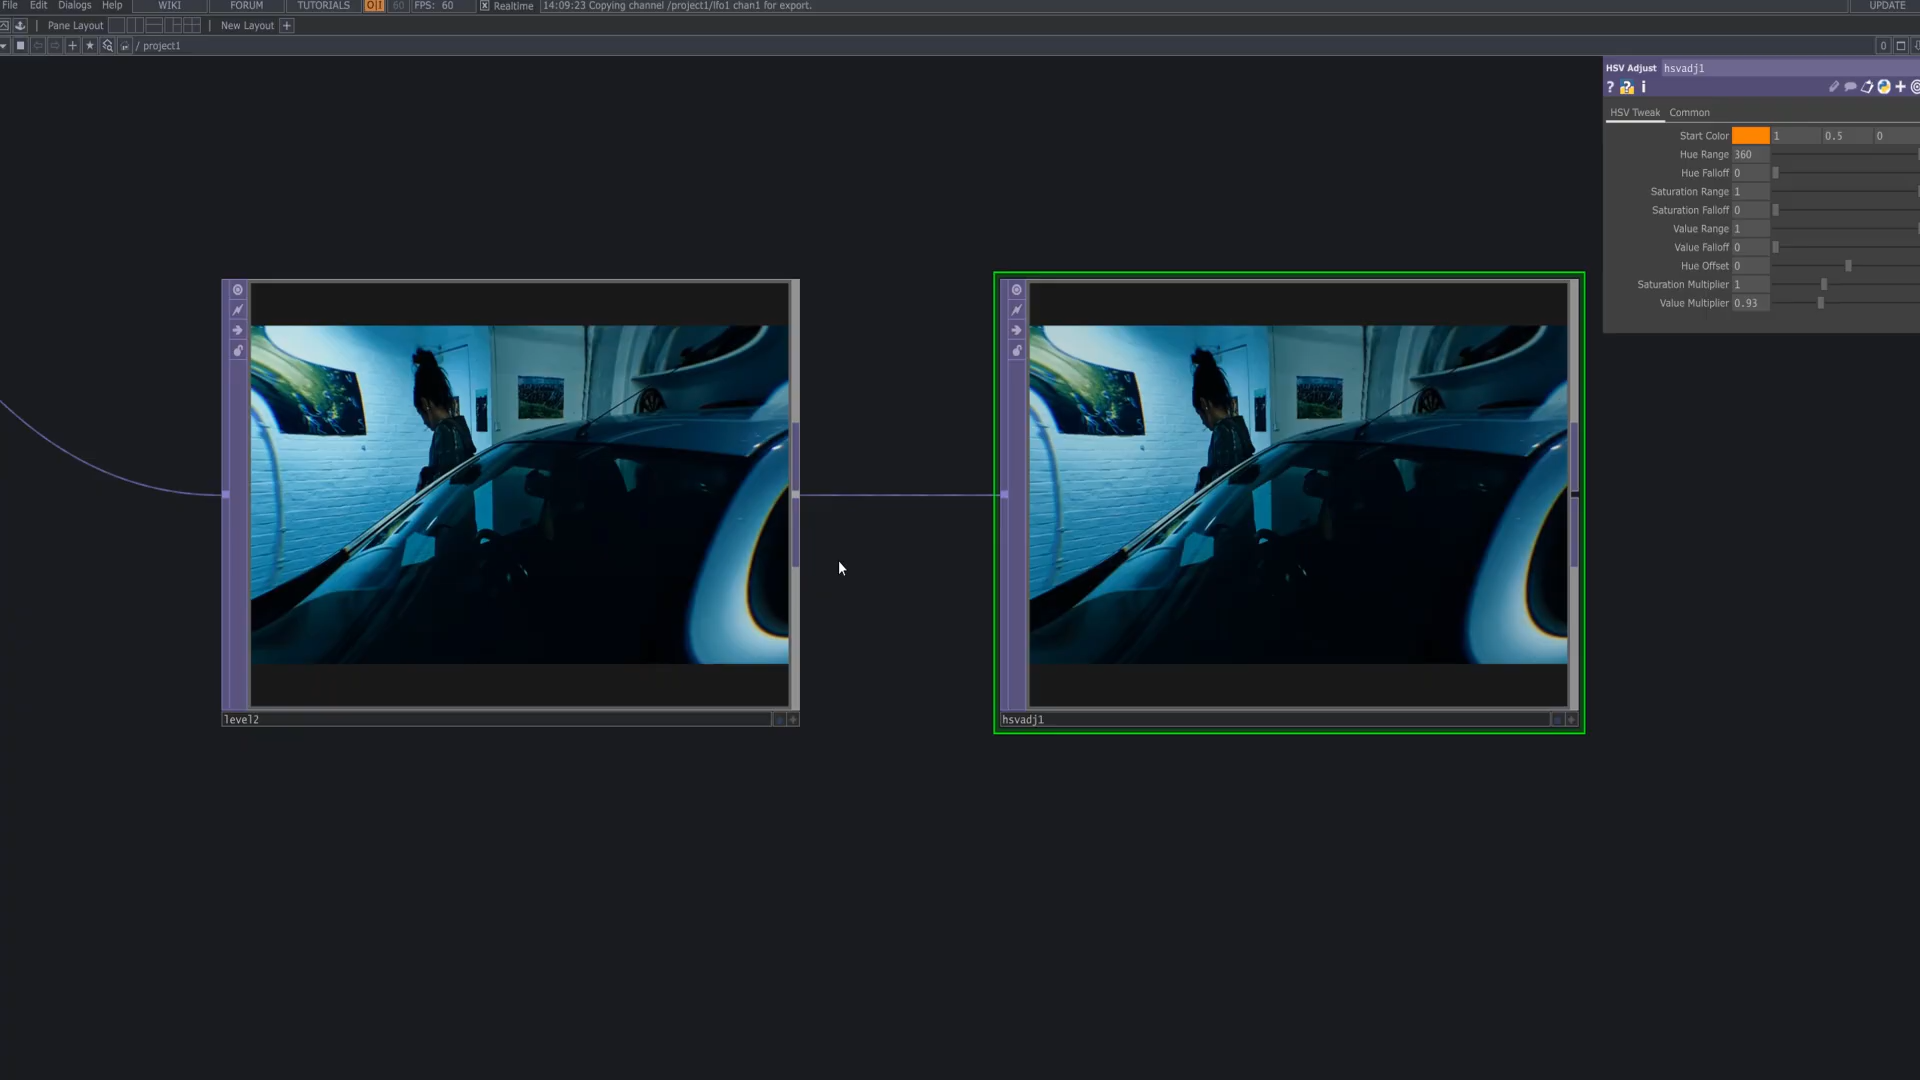 File Edit Dialogs Help WIKI FORUM TUTORIALS O|I 60 FPS: 60 Realtime 14:09:23 Copying channel /project1/lfo1 chan1 for export. UPDATE
Pane Layout New Layout +
/ project1 0
HSV Adjust hsvadj1
? ? i
HSV Tweak Common
Start Color 1 0.5 0
Hue Range 360
Hue Falloff 0
Saturation Range 1
Saturation Falloff 0
Value Range 1
Value Falloff 0
Hue Offset 0
Saturation Multiplier 1
Value Multiplier 0.93
level2 hsvadj1